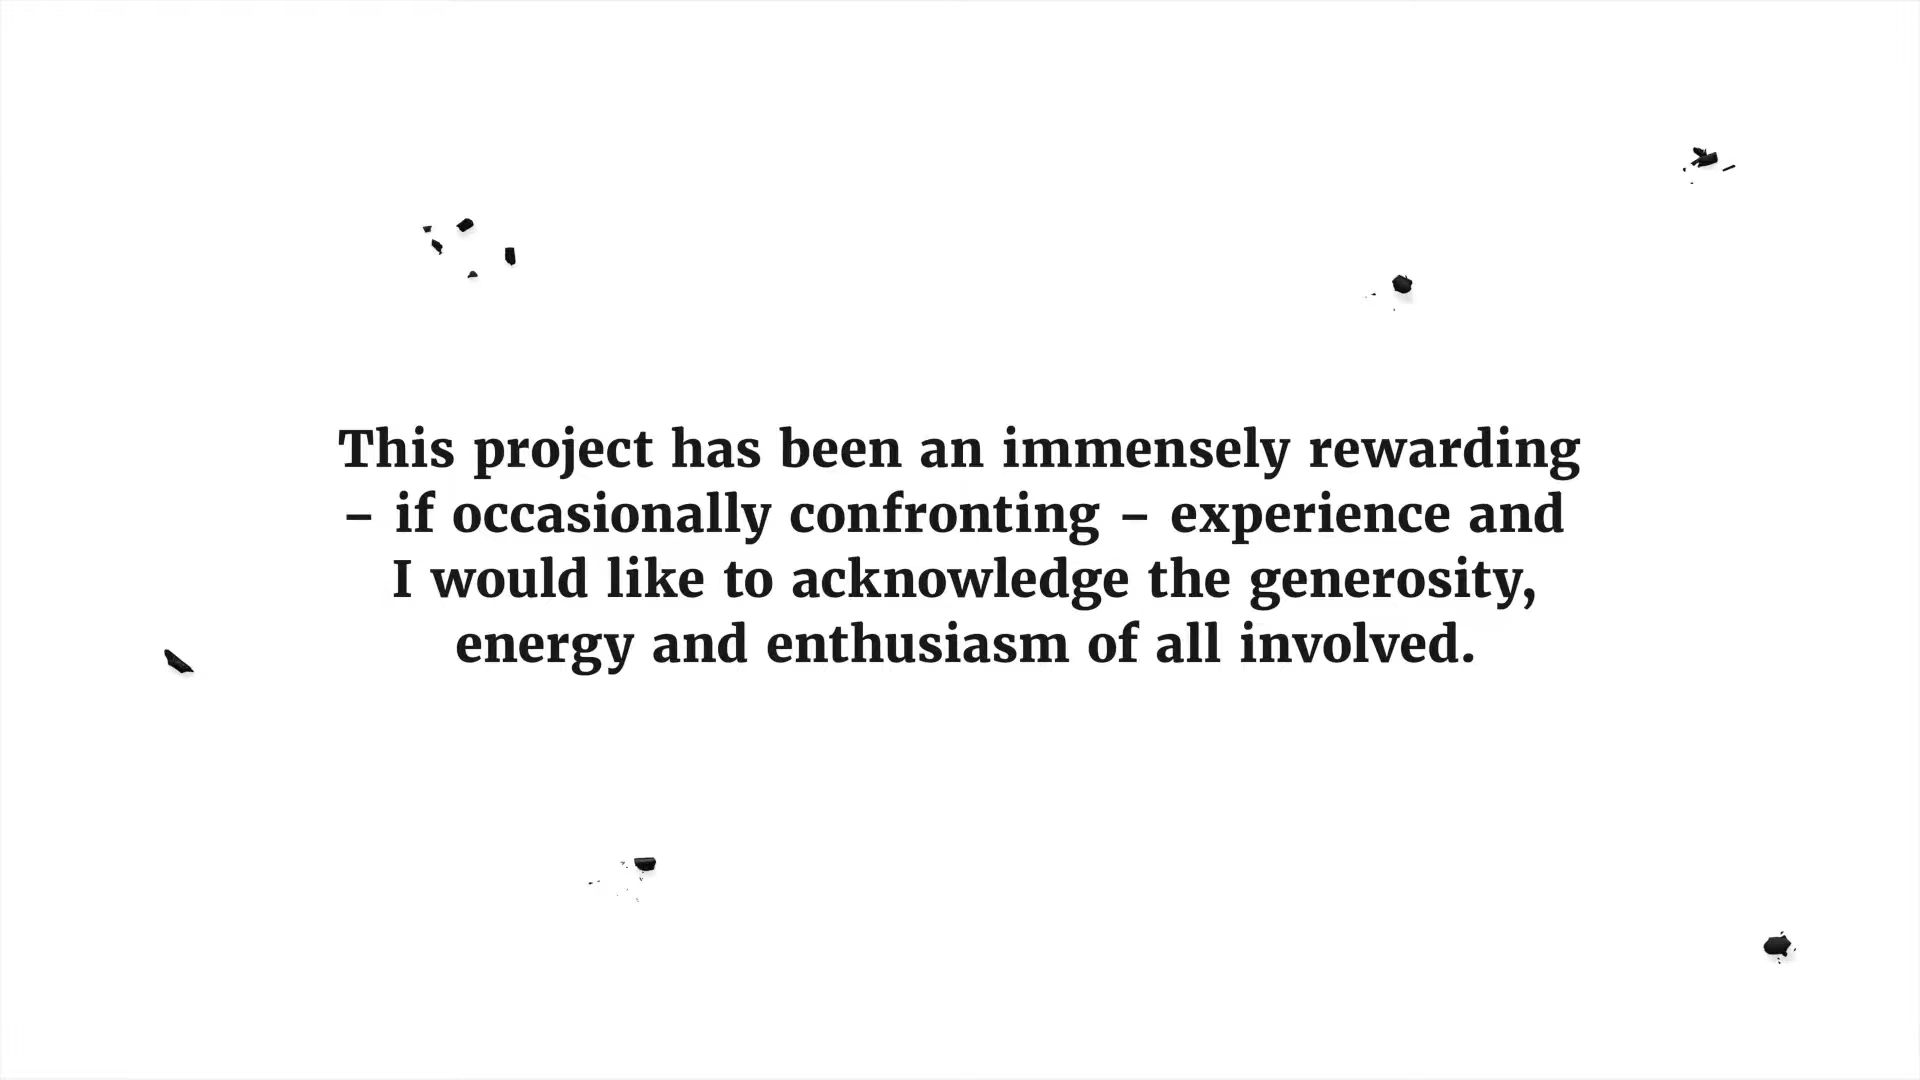 This project has been an immensely rewarding
– if occasionally confronting – experience and
I would like to acknowledge the generosity,
energy and enthusiasm of all involved.